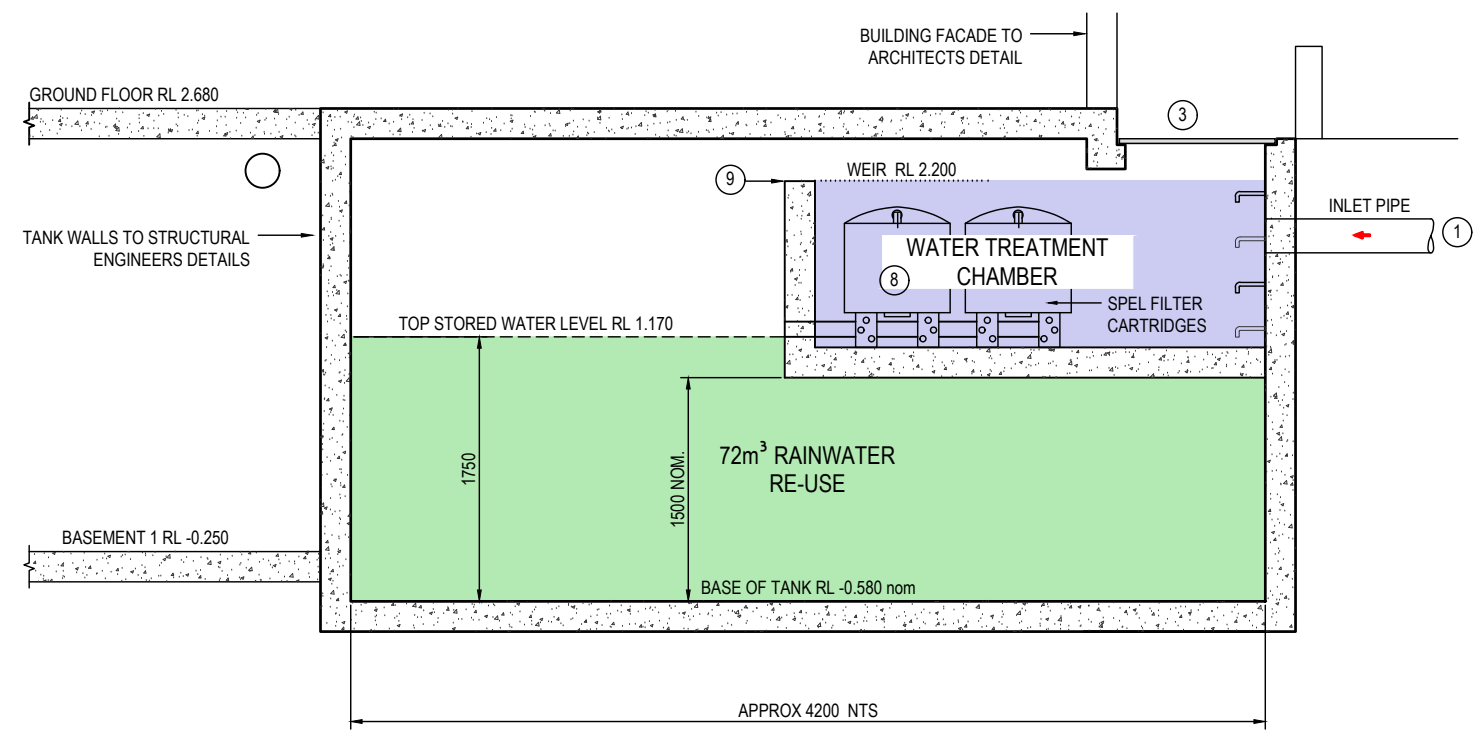 BUILDING FACADE TO
ARCHITECTS DETAIL
GROUND FLOOR RL 2.680
3
9
WEIR RL 2.200
INLET PIPE
1
TANK WALLS TO STRUCTURAL
ENGINEERS DETAILS
WATER TREATMENT
CHAMBER
8
SPEL FILTER
CARTRIDGES
TOP STORED WATER LEVEL RL 1.170
1750
1500 NOM.
72m³ RAINWATER
RE-USE
BASEMENT 1 RL -0.250
BASE OF TANK RL -0.580 nom
APPROX 4200 NTS